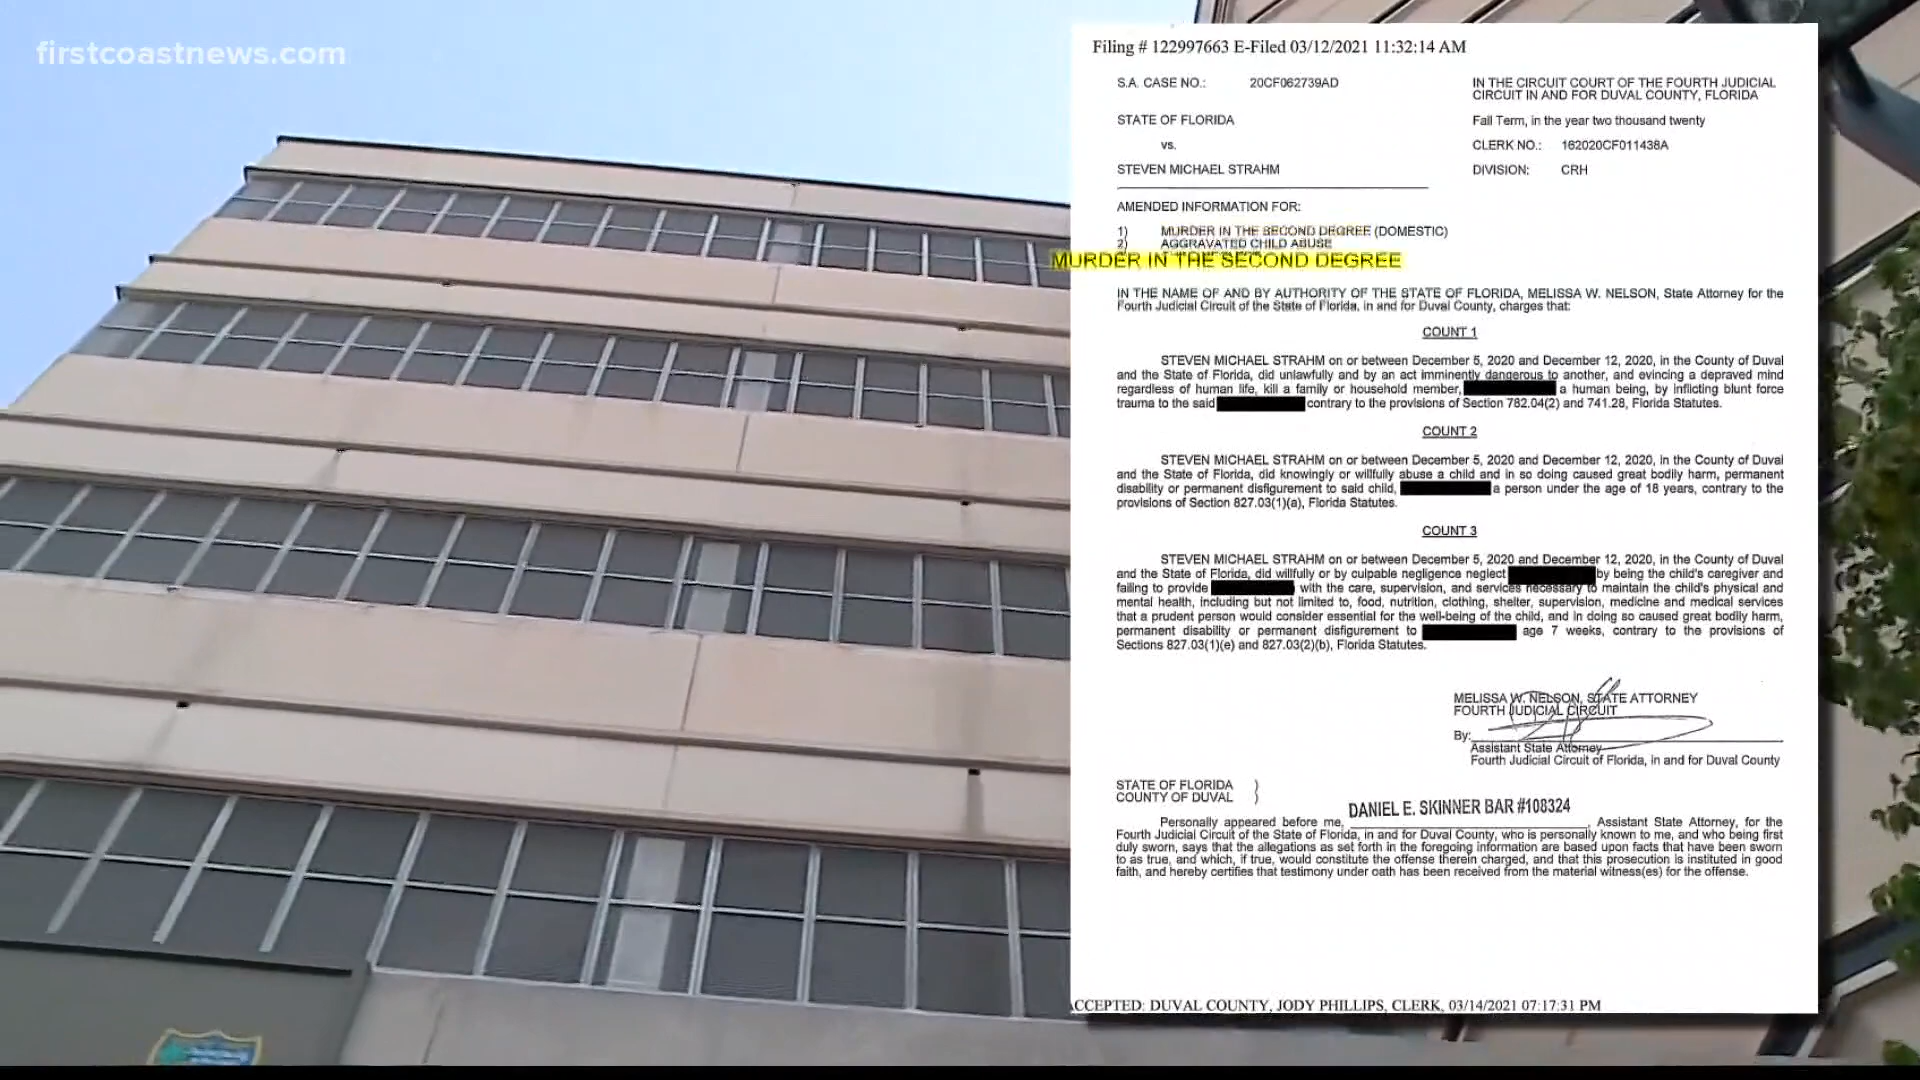 firstcoastnews.com
Filing # 122997663 E-Filed 03/12/2021 11:32:14 AM
S.A. CASE NO.: 20CF062739AD
IN THE CIRCUIT COURT OF THE FOURTH JUDICIAL
CIRCUIT IN AND FOR DUVAL COUNTY, FLORIDA
STATE OF FLORIDA
Fall Term, in the year two thousand twenty
vs.
CLERK NO.: 162020CF011438A
STEVEN MICHAEL STRAHM
DIVISION: CRH
AMENDED INFORMATION FOR:
1) MURDER IN THE SECOND DEGREE (DOMESTIC)
2) AGGRAVATED CHILD ABUSE
MURDER IN THE SECOND DEGREE
IN THE NAME OF AND BY AUTHORITY OF THE STATE OF FLORIDA, MELISSA W. NELSON, State Attorney for the
Fourth Judicial Circuit of the State of Florida, in and for Duval County, charges that:
COUNT 1
STEVEN MICHAEL STRAHM on or between December 5, 2020 and December 12, 2020, in the County of Duval
and the State of Florida, did unlawfully and by an act imminently dangerous to another, and evincing a depraved mind
regardless of human life, kill a family or household member, a human being, by inflicting blunt force
trauma to the said contrary to the provisions of Section 782.04(2) and 741.28, Florida Statutes.
COUNT 2
STEVEN MICHAEL STRAHM on or between December 5, 2020 and December 12, 2020, in the County of Duval
and the State of Florida, did knowingly or willfully abuse a child and in so doing caused great bodily harm, permanent
disability or permanent disfigurement to said child, a person under the age of 18 years, contrary to the
provisions of Section 827.03(1)(a), Florida Statutes.
COUNT 3
STEVEN MICHAEL STRAHM on or between December 5, 2020 and December 12, 2020, in the County of Duval
and the State of Florida, did willfully or by culpable negligence neglect by being the child's caregiver and
failing to provide with the care, supervision, and services necessary to maintain the child's physical and
mental health, including but not limited to, food, nutrition, clothing, shelter, supervision, medicine and medical services
that a prudent person would consider essential for the well-being of the child, and in doing so caused great bodily harm,
permanent disability or permanent disfigurement to age 7 weeks, contrary to the provisions of
Sections 827.03(1)(e) and 827.03(2)(b), Florida Statutes.
MELISSA W. NELSON, STATE ATTORNEY
FOURTH JUDICIAL CIRCUIT
By:
Assistant State Attorney
Fourth Judicial Circuit of Florida, in and for Duval County
STATE OF FLORIDA )
COUNTY OF DUVAL )
DANIEL E. SKINNER BAR #108324
Personally appeared before me, , Assistant State Attorney, for the
Fourth Judicial Circuit of the State of Florida, in and for Duval County, who is personally known to me, and who being first
duly sworn, says that the allegations as set forth in the foregoing information are based upon facts that have been sworn
to as true, and which, if true, would constitute the offense therein charged, and that this prosecution is instituted in good
faith, and hereby certifies that testimony under oath has been received from the material witness(es) for the offense.
ACCEPTED: DUVAL COUNTY, JODY PHILLIPS, CLERK, 03/14/2021 07:17:31 PM